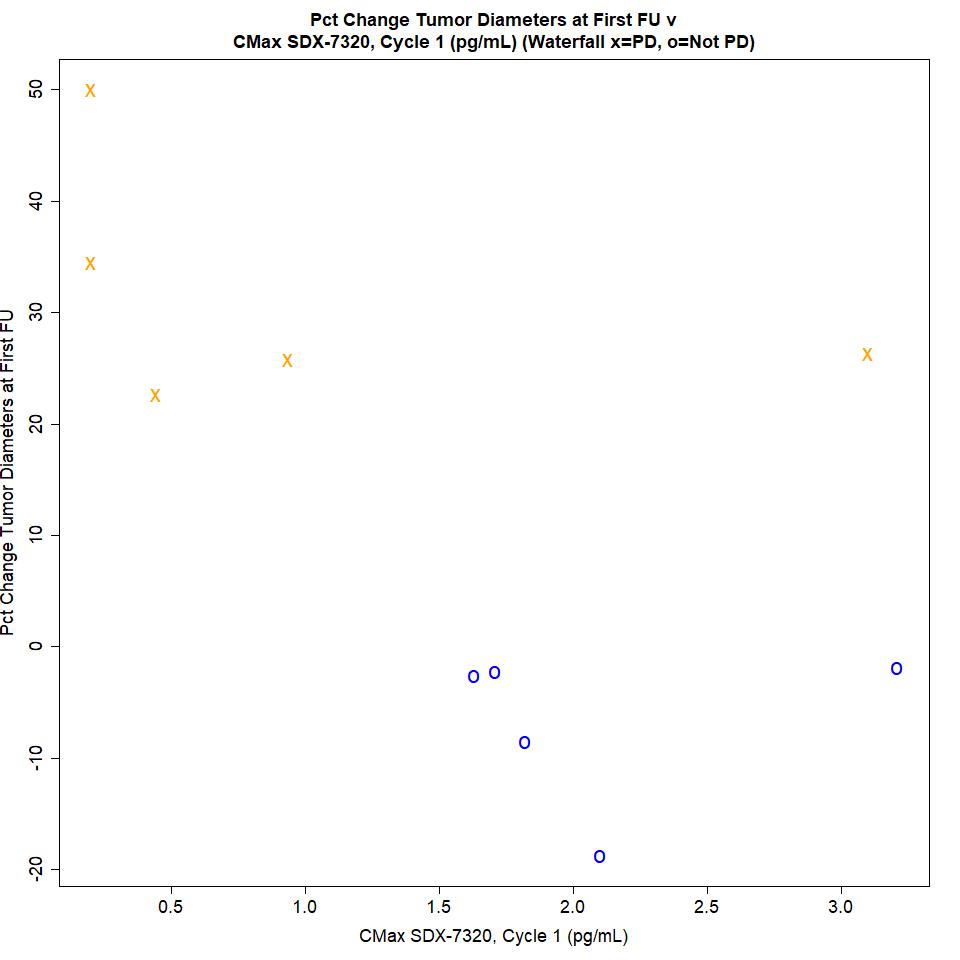 Pct Change Tumor Diameters at First FU v
CMax SDX-7320, Cycle 1 (pg/mL) (Waterfall x=PD, o=Not PD)
Pct Change Tumor Diameters at First FU
50
40
30
20
10
0
-10
-20
X
X
X
X
X
O
O
O
O
O
0.5 1.0 1.5 2.0 2.5 3.0
CMax SDX-7320, Cycle 1 (pg/mL)